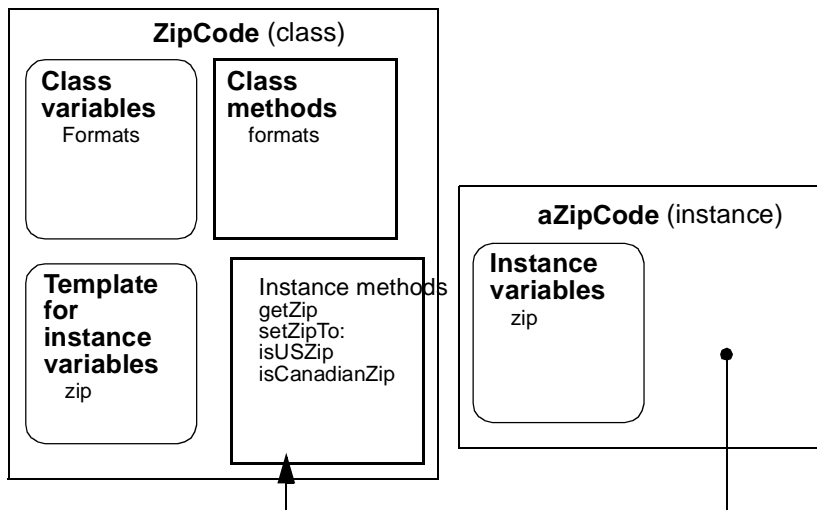 ZipCode (class)
Class
variables
Formats
Class
methods
formats
Template
for
instance
variables
zip
Instance methods
getZip
setZipTo:
isUSZip
isCanadianZip
aZipCode (instance)
Instance
variables
zip